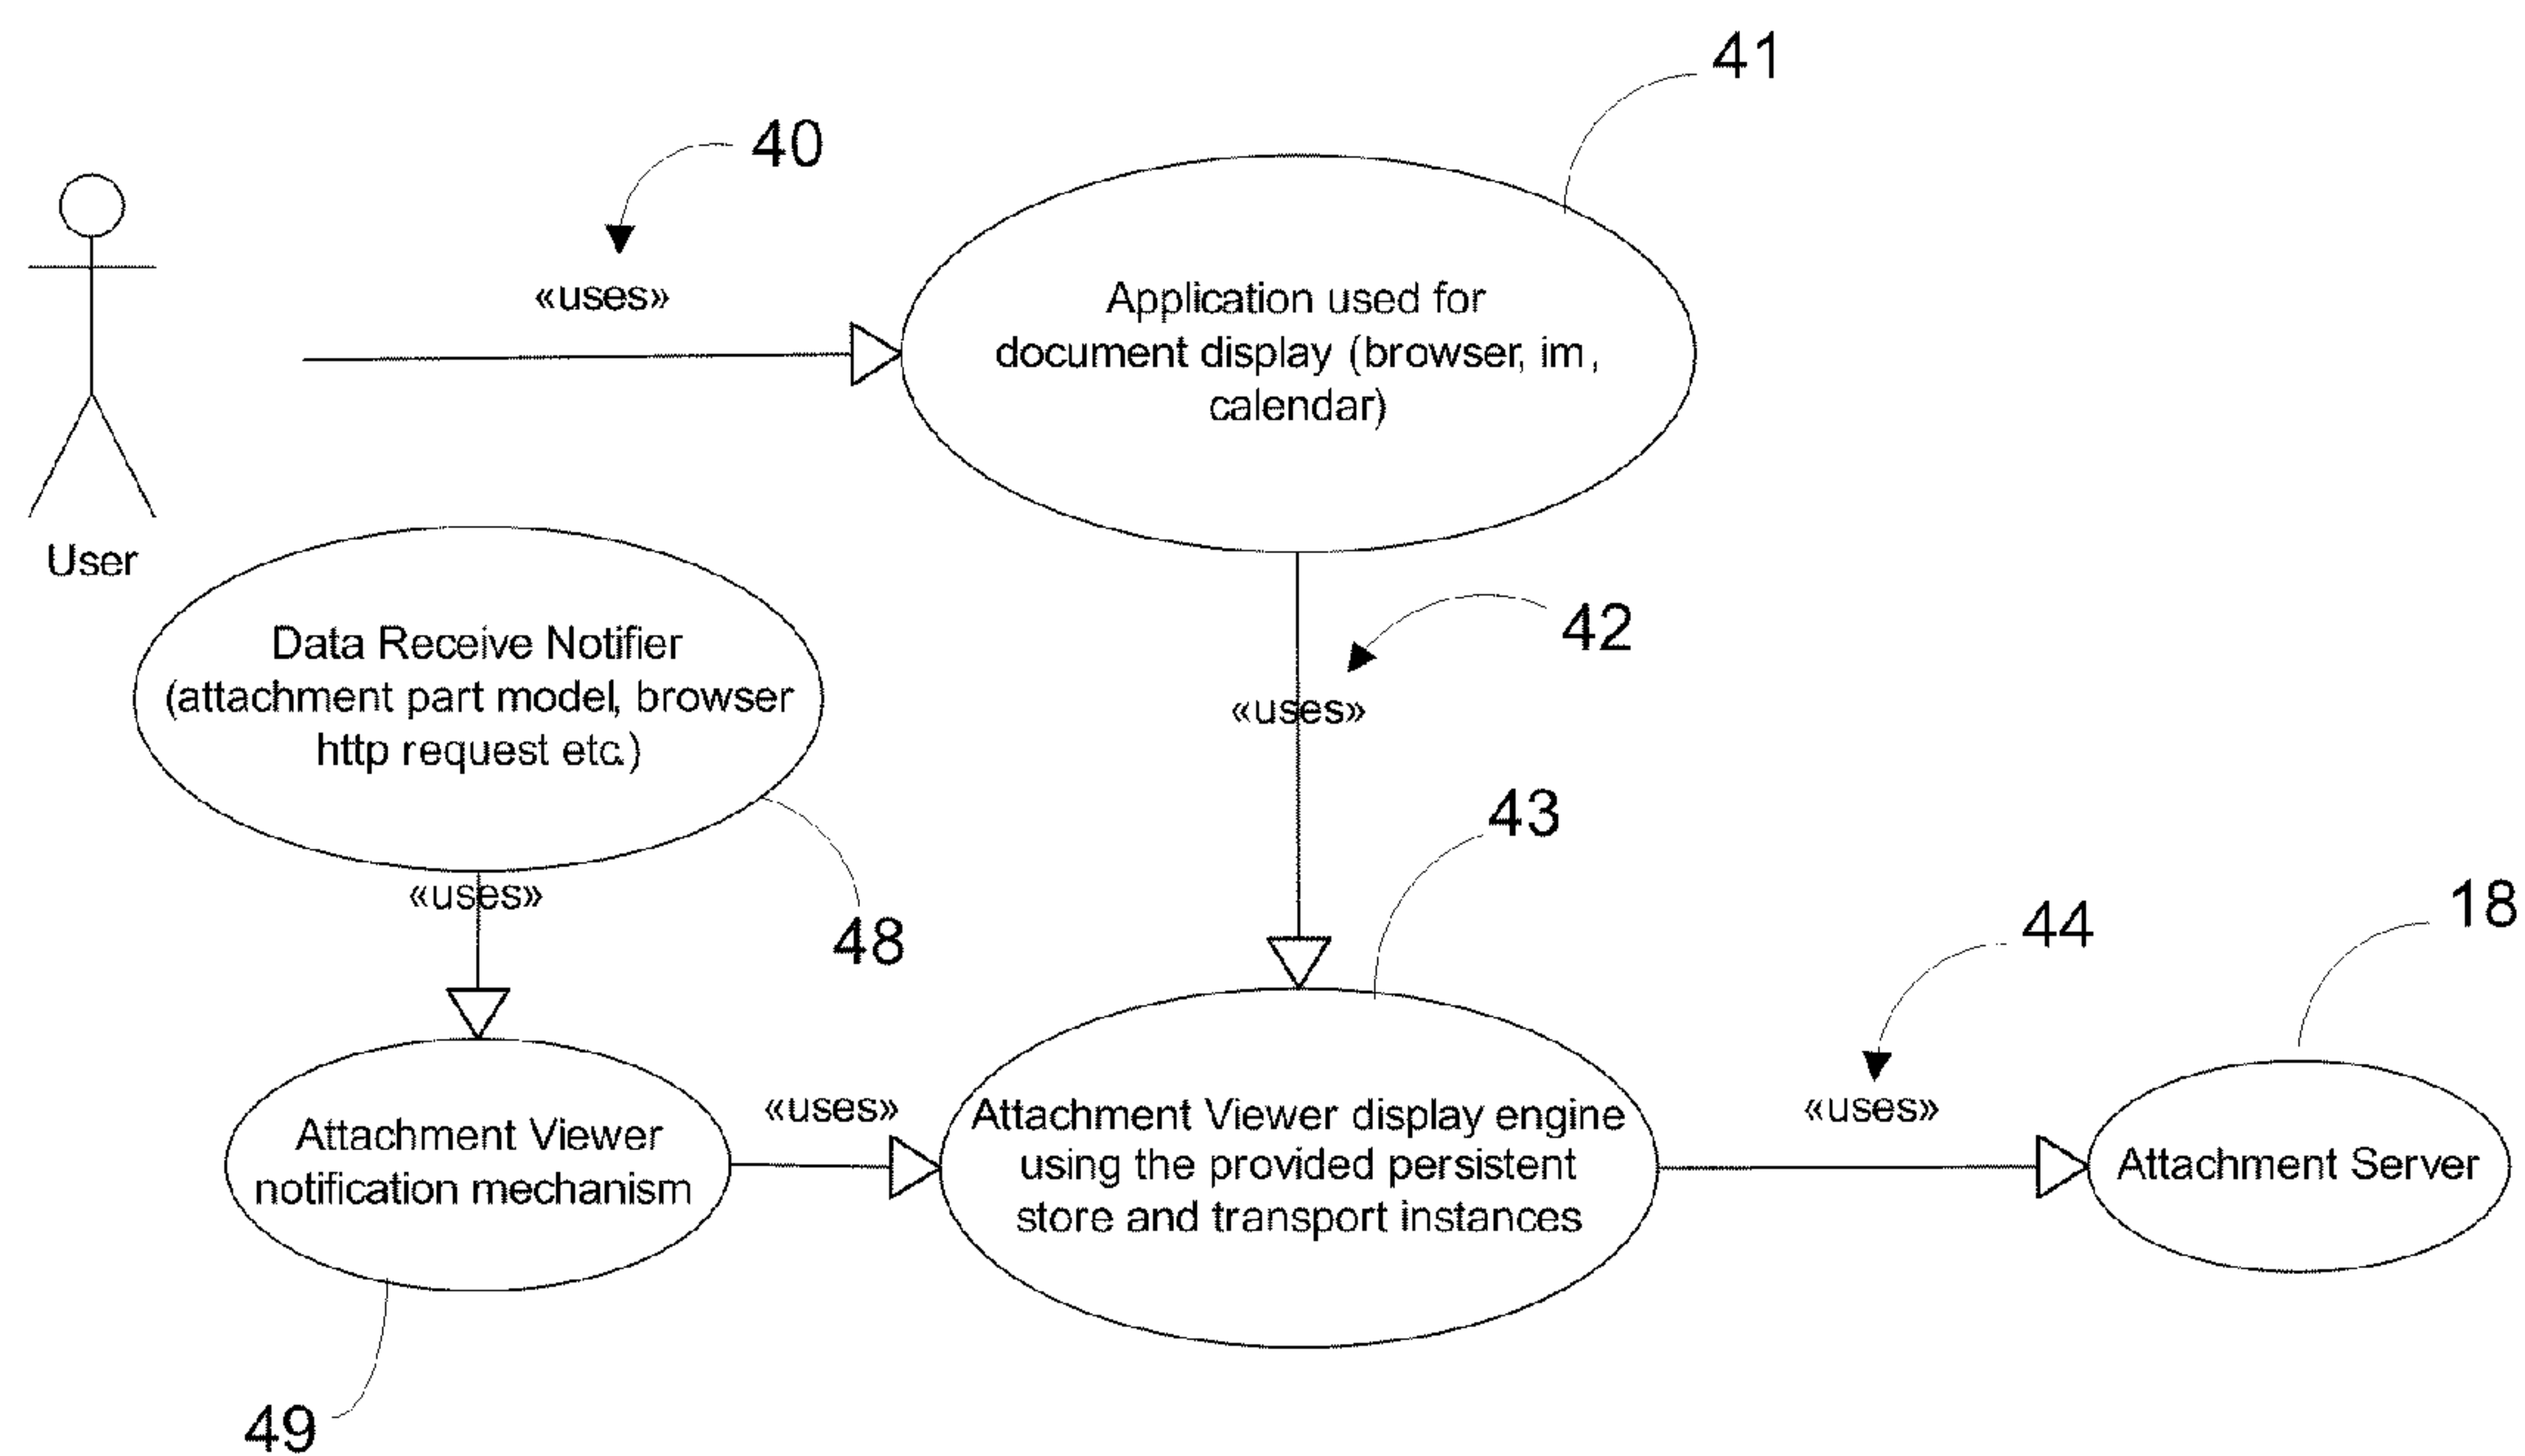 41
40
«uses»
Application used for
document display (browser, im,
calendar)
User
Data Receive Notifier
(attachment part model, browser
http request etc.)
42
«uses»
43
«uses»
48
44
18
Attachment Viewer
notification mechanism
«uses»
Attachment Viewer display engine
using the provided persistent
store and transport instances
«uses»
Attachment Server
49